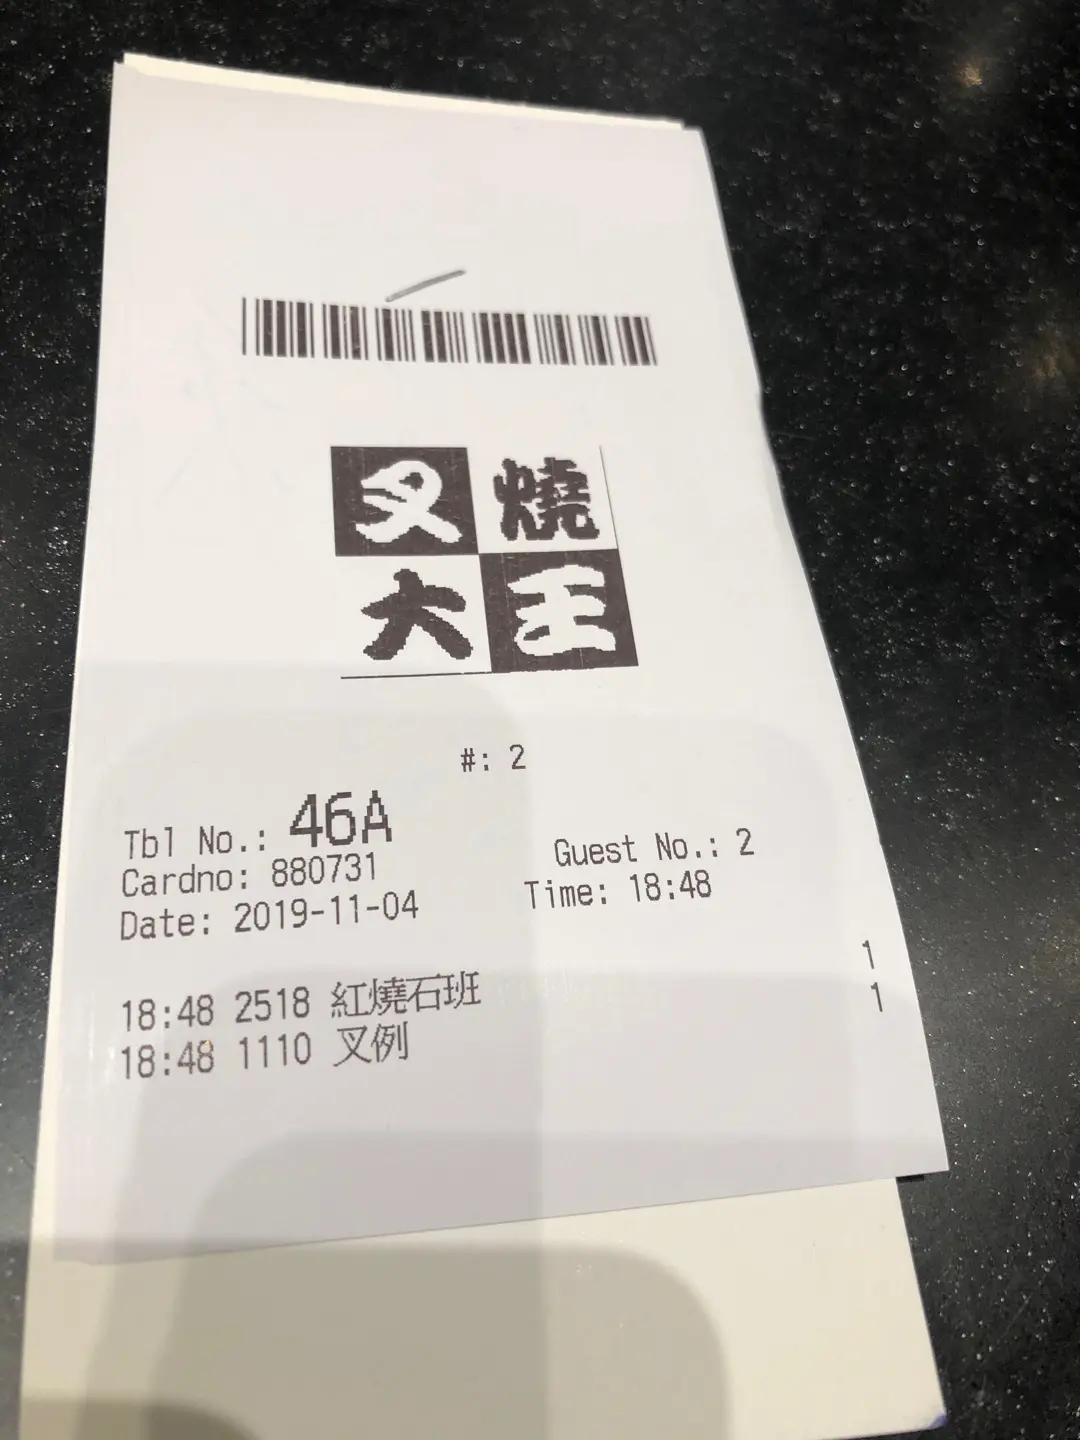 叉燒
大王
#: 2
Tbl No.: 46A
Cardno: 880731
Guest No.: 2
Date: 2019-11-04
Time: 18:48
18:48 2518 紅燒石班 1
18:48 1110 叉例 1